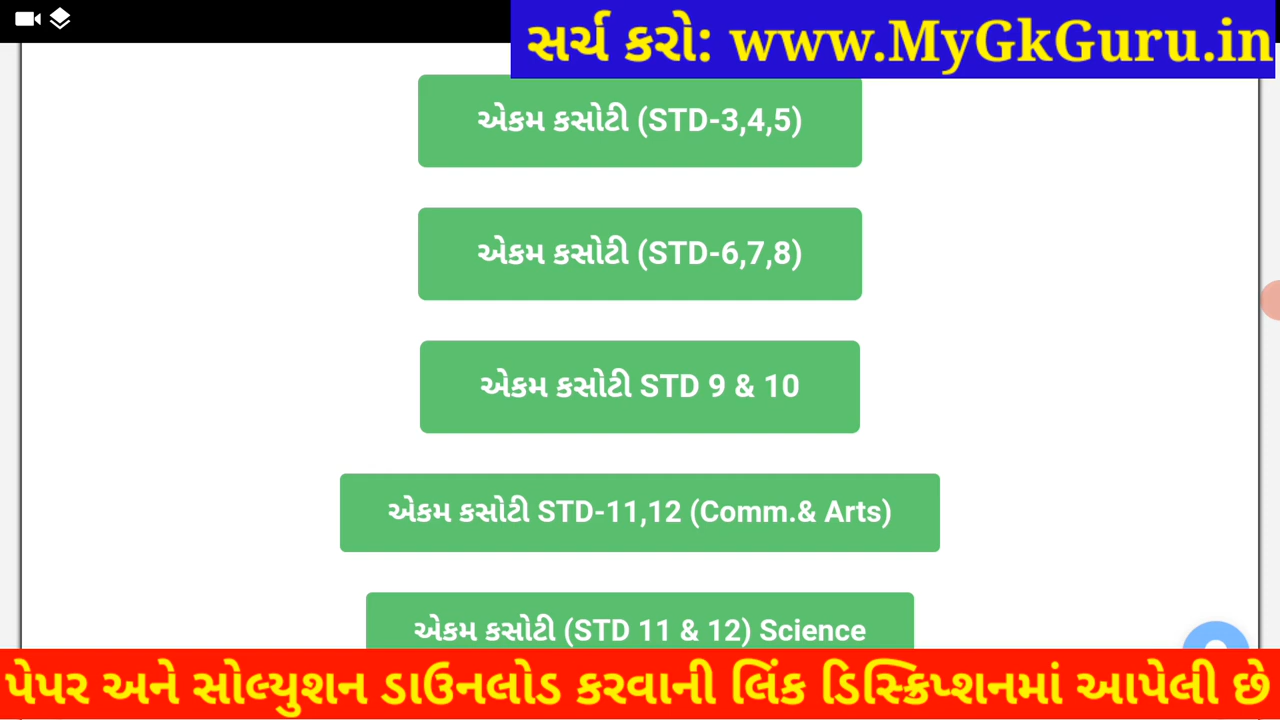 સર્ચ કરો: www.MyGkGuru.in
એકમ કસોટી (STD-3,4,5)
એકમ કસોટી (STD-6,7,8)
એકમ કસોટી STD 9 & 10
એકમ કસોટી STD-11,12 (Comm.& Arts)
એકમ કસોટી (STD 11 & 12) Science
પેપર અને સોલ્યુશન ડાઉનલોડ કરવાની લિંક ડિસ્ક્રિપ્શનમાં આપેલી છે